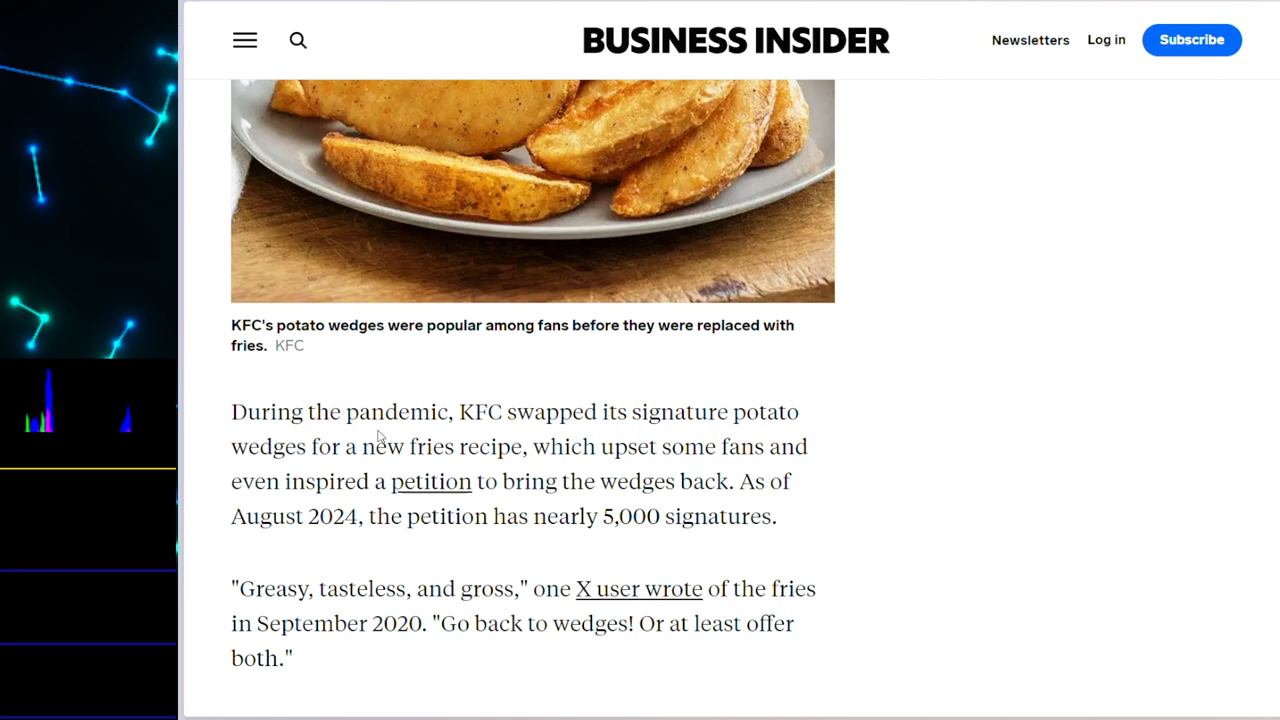 BUSINESS INSIDER
Newsletters
Log in
Subscribe
KFC's potato wedges were popular among fans before they were replaced with
fries. KFC
During the pandemic, KFC swapped its signature potato
wedges for a new fries recipe, which upset some fans and
even inspired a petition to bring the wedges back. As of
August 2024, the petition has nearly 5,000 signatures.
"Greasy, tasteless, and gross," one X user wrote of the fries
in September 2020. "Go back to wedges! Or at least offer
both."